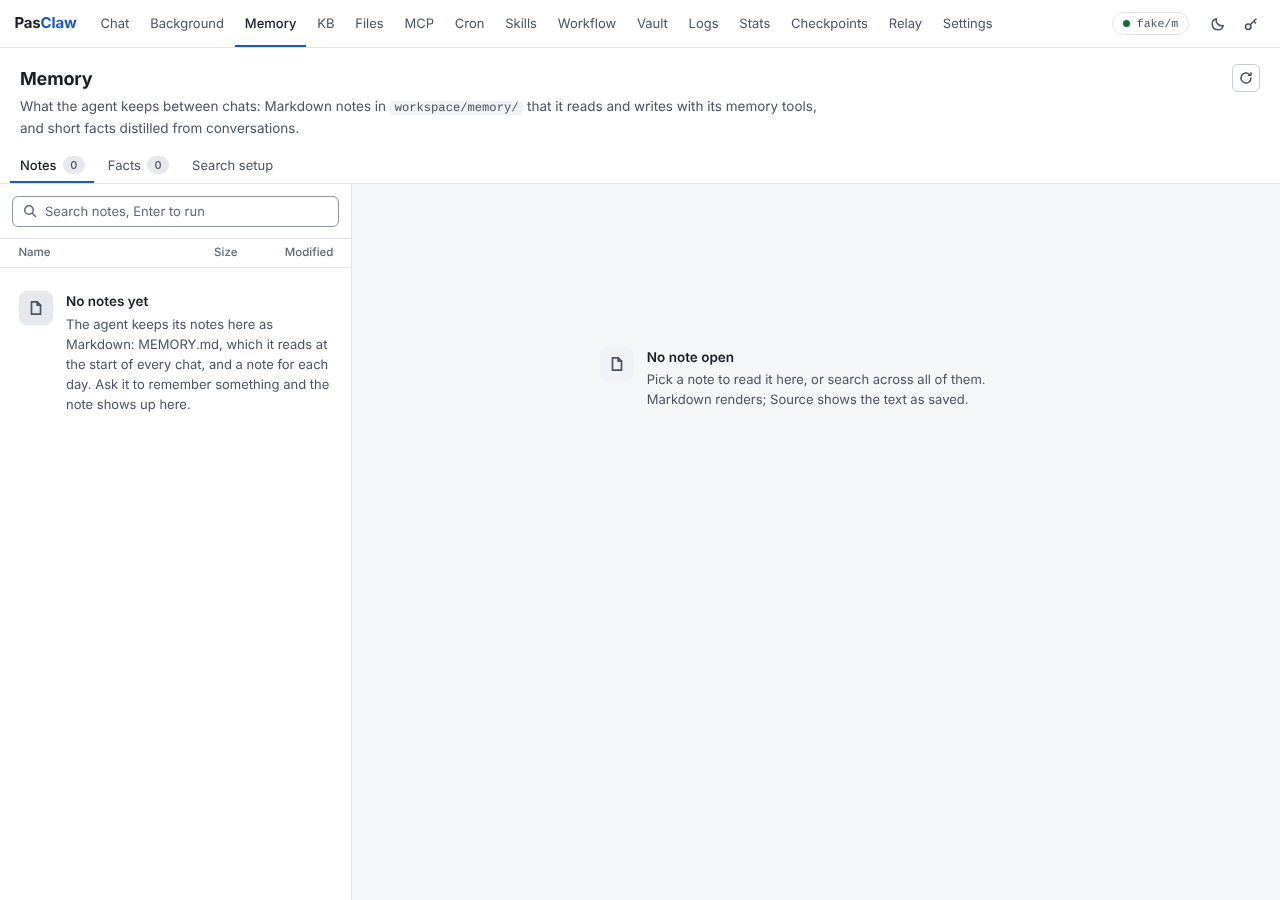 PasClaw Chat Background Memory KB Files MCP Cron Skills Workflow Vault Logs Stats Checkpoints Relay Settings fake/m
Memory
What the agent keeps between chats: Markdown notes in workspace/memory/ that it reads and writes with its memory tools,
and short facts distilled from conversations.
Notes 0 Facts 0 Search setup
Search notes, Enter to run
Name Size Modified
No notes yet
The agent keeps its notes here as
Markdown: MEMORY.md, which it reads at
the start of every chat, and a note for each
day. Ask it to remember something and the
note shows up here.
No note open
Pick a note to read it here, or search across all of them.
Markdown renders; Source shows the text as saved.